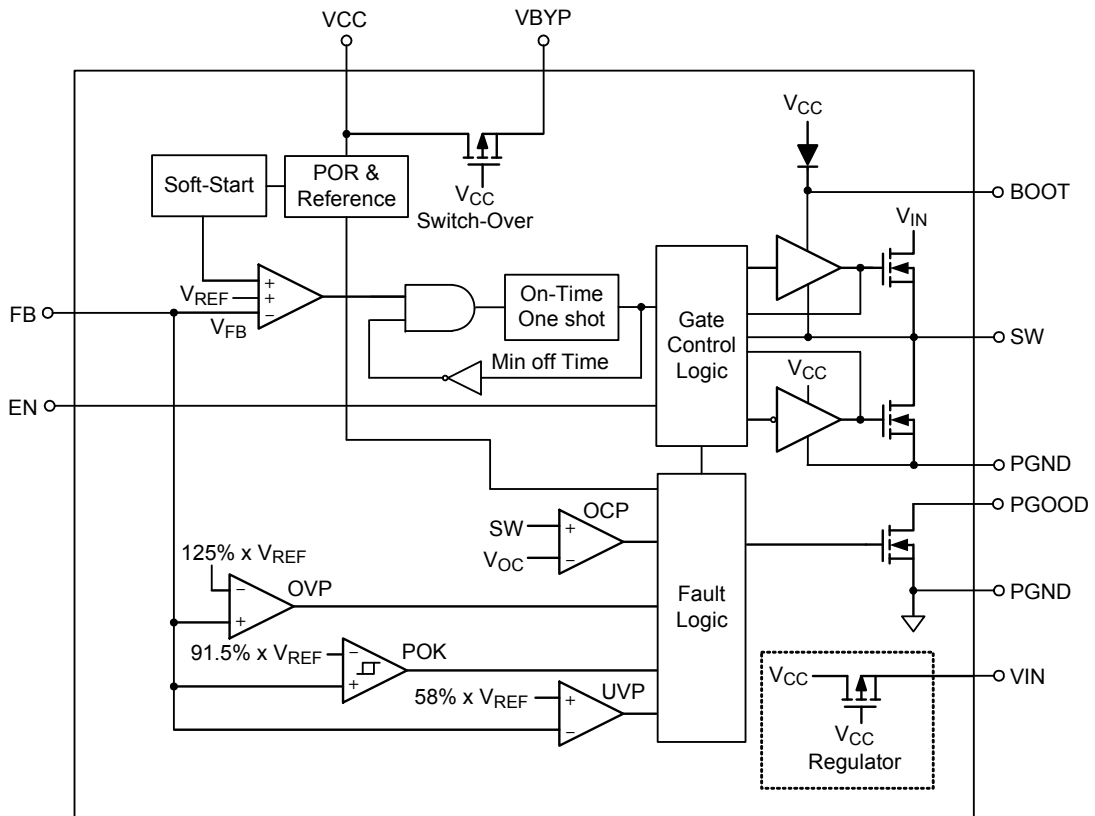 VCC
VBYP
VCC
Soft-Start
POR &
Reference
VCC
Switch-Over
BOOT
VIN
+
VREF
+
−
VFB
FB
On-Time
One shot
Min off Time
Gate
Control
Logic
SW
VCC
EN
PGND
PGOOD
SW
+
OCP
VOC
−
125% x VREF
−
OVP
+
Fault
Logic
PGND
91.5% x VREF
−
POK
+
58% x VREF
+
UVP
−
VCC
VIN
VCC
Regulator